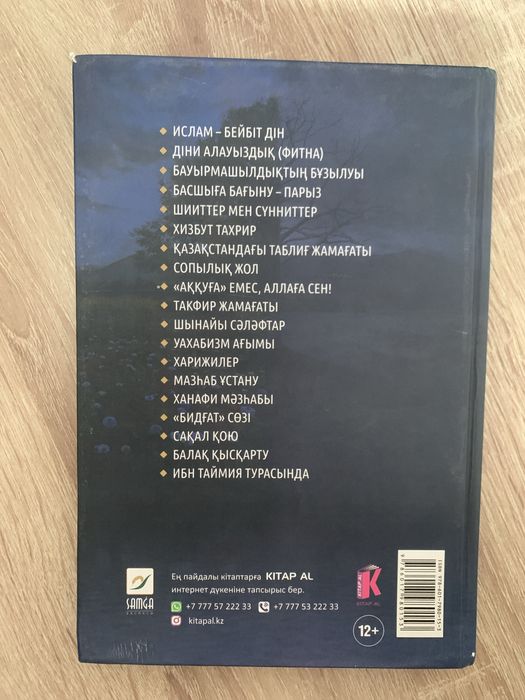 ИСЛАМ – БЕЙБІТ ДІН
ДІНИ АЛАУЫЗДЫҚ (ФИТНА)
БАУЫРМАШЫЛДЫҚТЫҢ БҰЗЫЛУЫ
БАСШЫҒА БАҒЫНУ – ПАРЫЗ
ШИИТТЕР МЕН СҮННИТТЕР
ХИЗБУТ ТАХРИР
ҚАЗАҚСТАНДАҒЫ ТАБЛИҒ ЖАМАҒАТЫ
СОПЫЛЫҚ ЖОЛ
«АҚҚУҒА» ЕМЕС, АЛЛАҒА СЕН!
ТАКФИР ЖАМАҒАТЫ
ШЫНАЙЫ СӘЛӘФТАР
УАХАБИЗМ АҒЫМЫ
ХАРИЖИЛЕР
МАЗҺАБ ҰСТАНУ
ХАНАФИ МӘЗҺАБЫ
«БИДҒАТ» СӨЗІ
САҚАЛ ҚОЮ
БАЛАҚ ҚЫСҚАРТУ
ИБН ТАЙМИЯ ТУРАСЫНДА
SAMGA
Ең пайдалы кітаптарға KITAP AL
интернет дүкеніне тапсырыс бер.
+7 777 57 222 33
+7 777 53 222 33
kitapal.kz
KITAP AL
12+